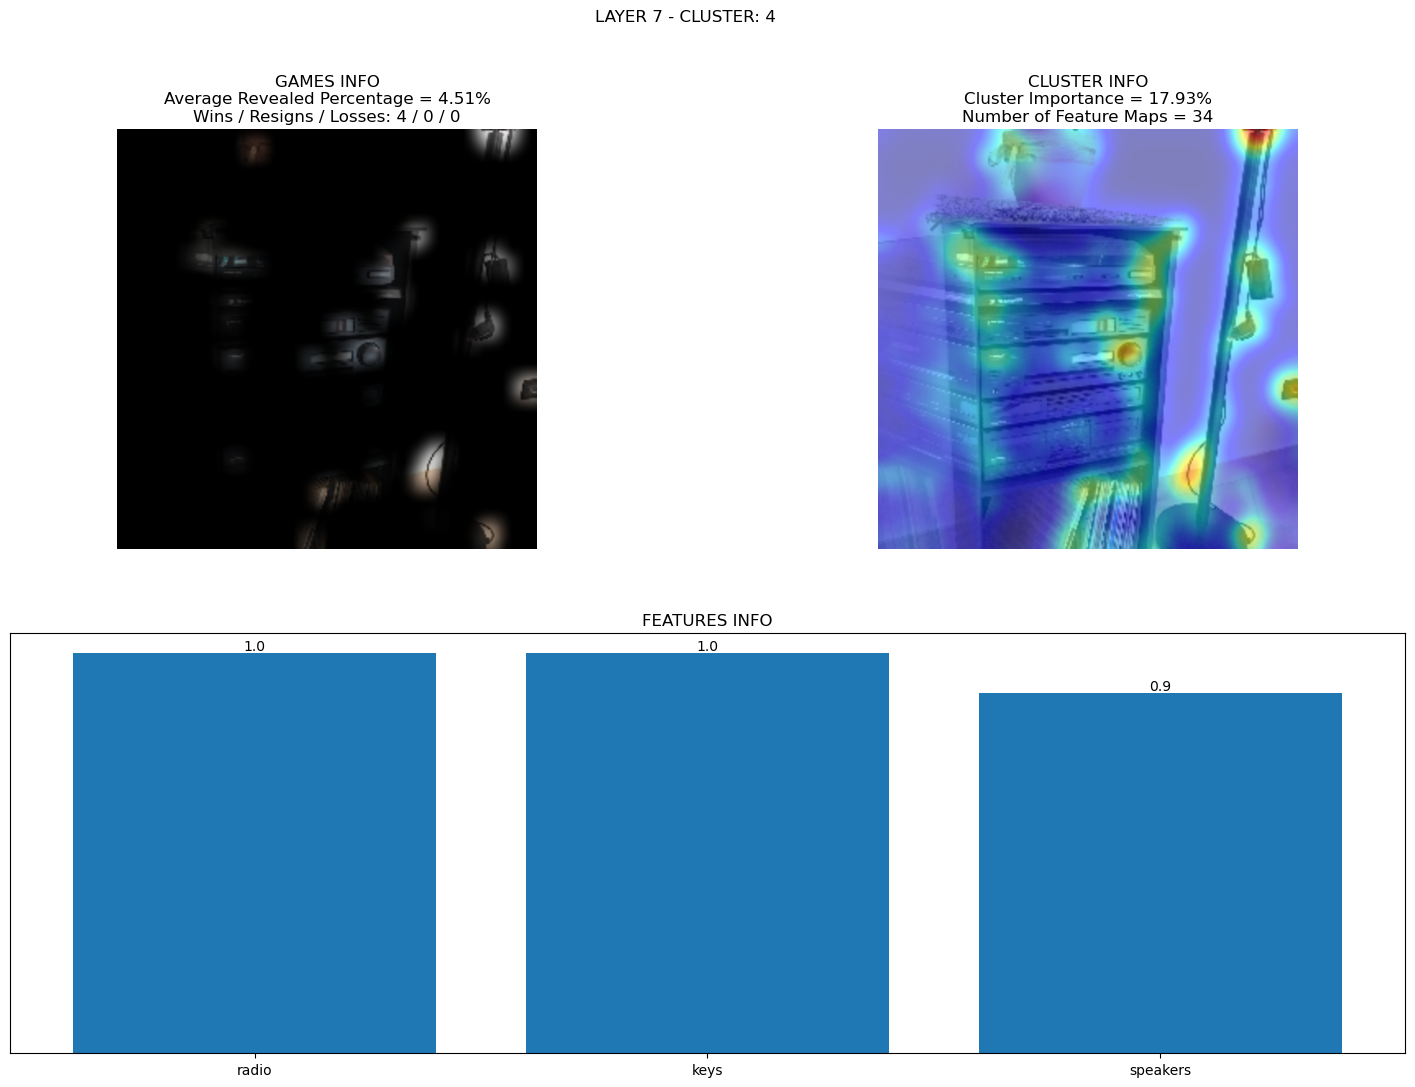 LAYER 7 - CLUSTER: 4
GAMES INFO
Average Revealed Percentage = 4.51%
Wins / Resigns / Losses: 4 / 0 / 0
CLUSTER INFO
Cluster Importance = 17.93%
Number of Feature Maps = 34
FEATURES INFO
1.0
1.0
0.9
radio
keys
speakers